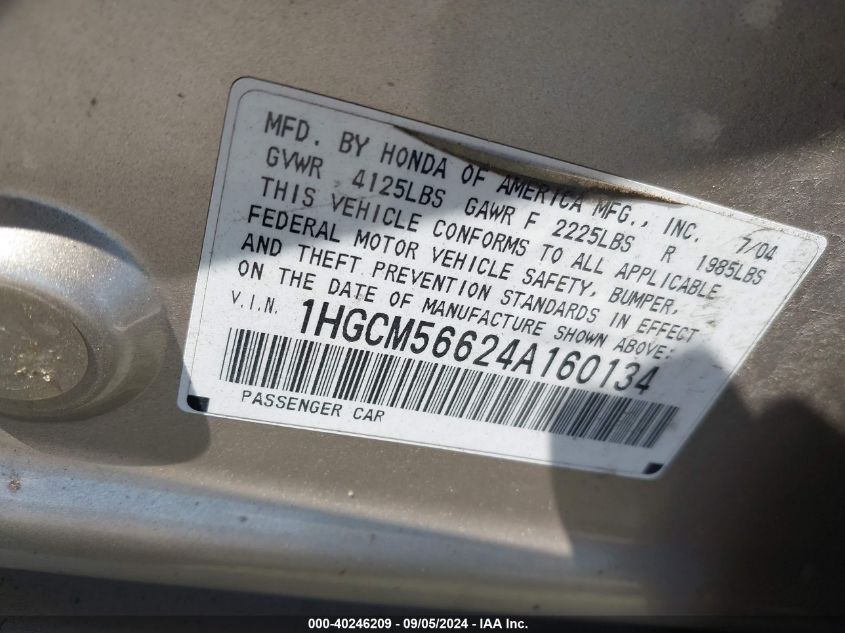 MFD. BY HONDA OF AMERICA MFG., INC. 7/04
GVWR 4125LBS GAWR F 2225LBS R 1985LBS
THIS VEHICLE CONFORMS TO ALL APPLICABLE
FEDERAL MOTOR VEHICLE SAFETY, BUMPER,
AND THEFT PREVENTION STANDARDS IN EFFECT
ON THE DATE OF MANUFACTURE SHOWN ABOVE:
V.I.N. 1HGCM56624A160134
PASSENGER CAR
000-40246209 - 09/05/2024 - IAA Inc.